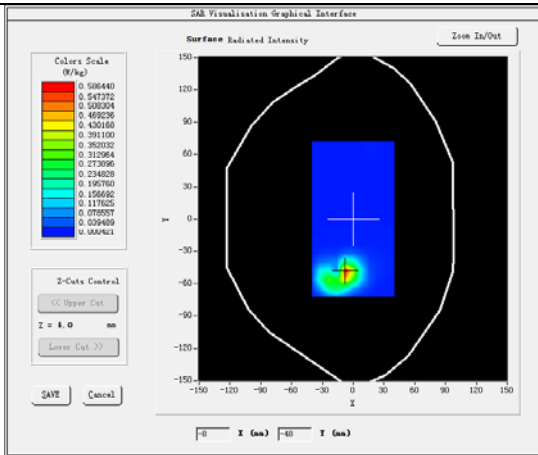 SAR Visualisation Graphical Interface
Surface Radiated Intensity
Zoom In/Out
Colors Scale
(W/kg)
0.586440
0.547372
0.508304
0.469236
0.430168
0.391100
0.352032
0.312964
0.273896
0.234828
0.195760
0.156692
0.117625
0.078557
0.039489
0.000421
150
120
90
60
30
0
-30
-60
-90
-120
-150
Y
-150 -120 -90 -60 -30 0 30 60 90 120 150
X
Z-Cuts Control
<< Upper Cut
Z = 4.0 mm
Lower Cut >>
SAVE Cancel
X (mm) Y (mm)